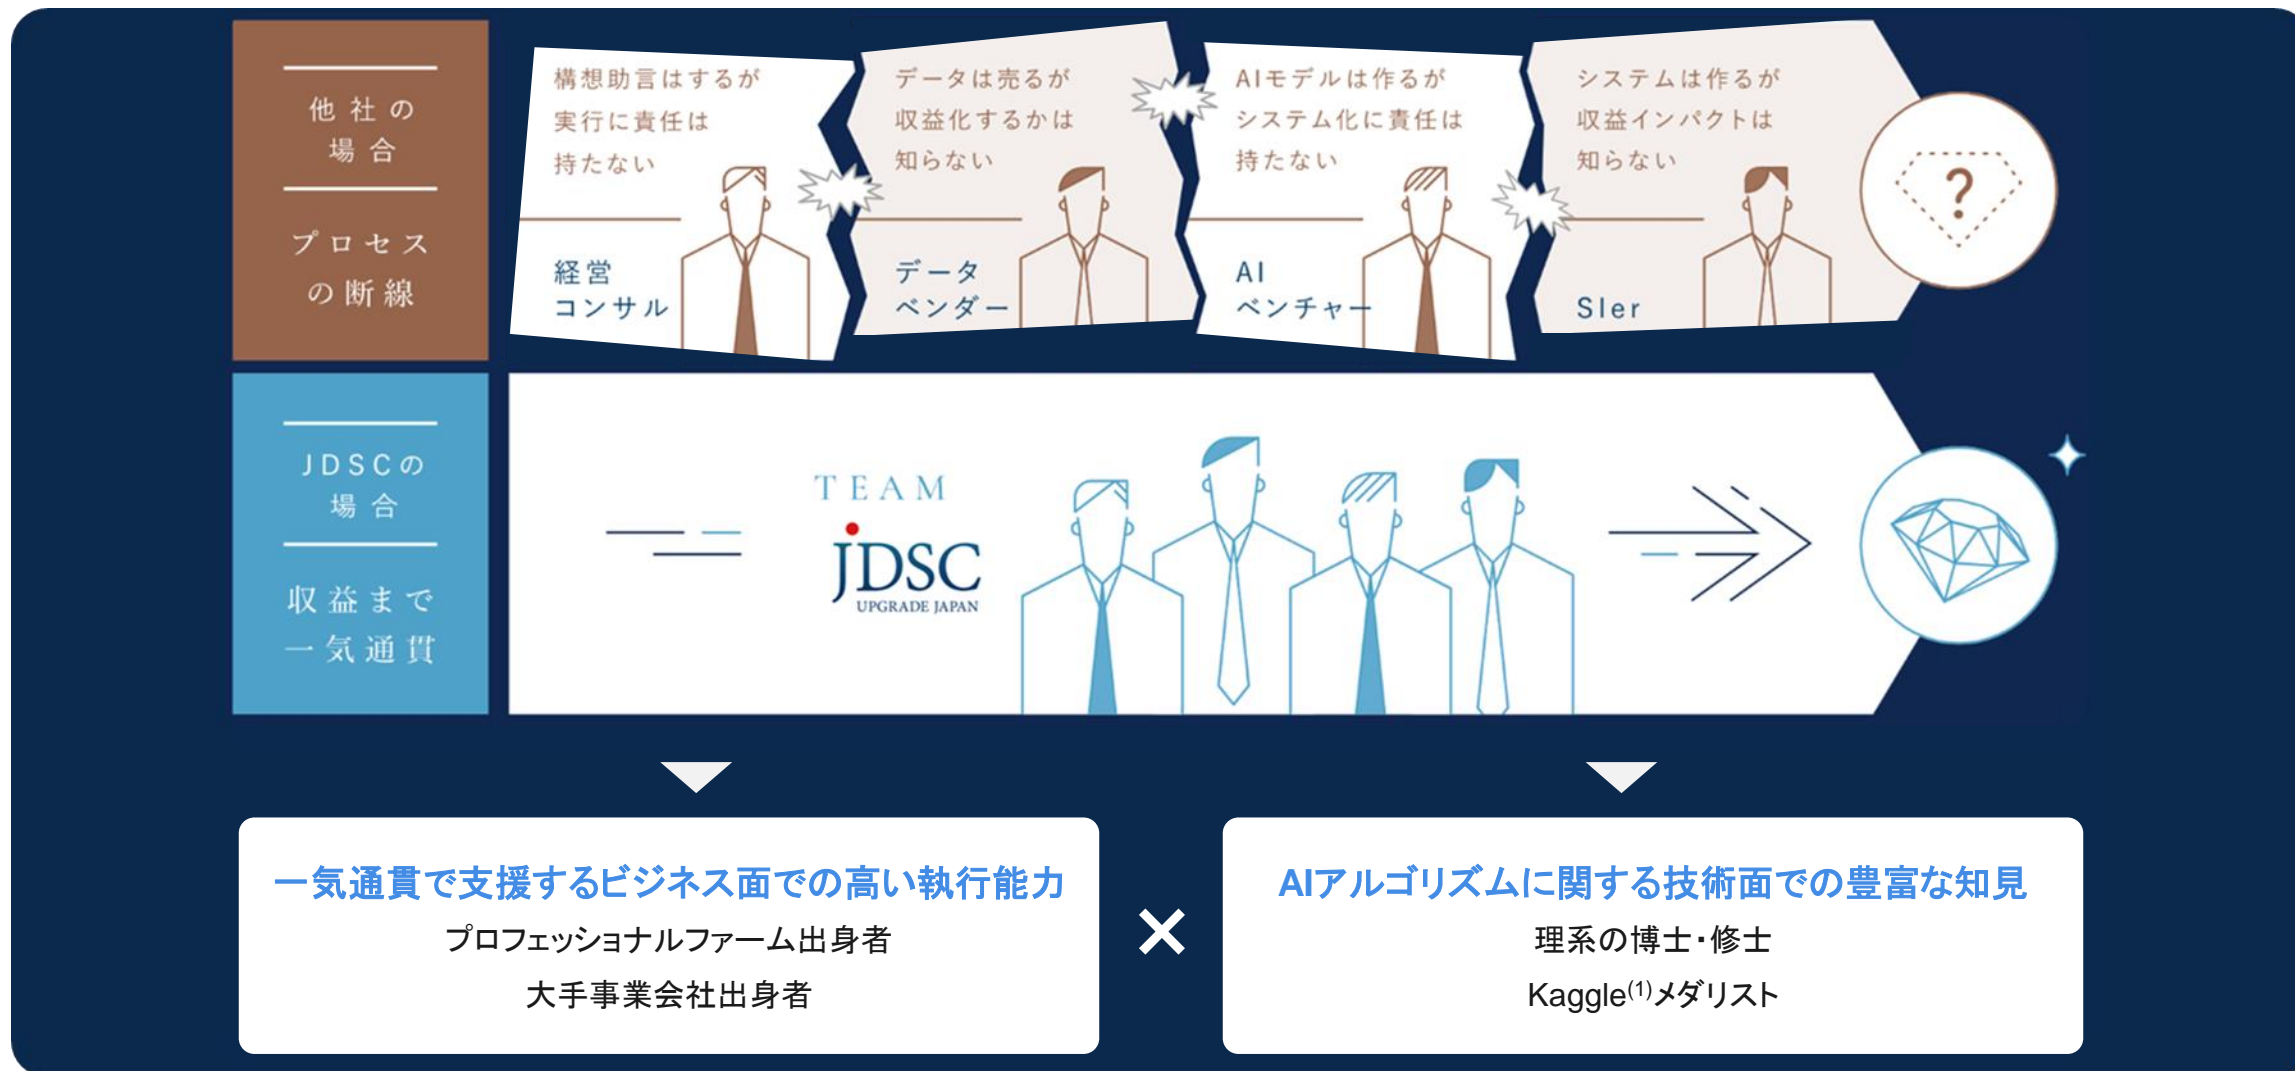 他社の
場合
プロセス
の断線
構想助言はするが
実行に責任は
持たない
経営
コンサル
データは売るが
収益化するかは
知らない
データ
ベンダー
AIモデルは作るが
システム化に責任は
持たない
AI
ベンチャー
システムは作るが
収益インパクトは
知らない
SIer
?
JDSCの
場合
収益まで
一気通貫
TEAM
JDSC
UPGRADE JAPAN
一気通貫で支援するビジネス面での高い執行能力
プロフェッショナルファーム出身者
大手事業会社出身者
×
AIアルゴリズムに関する技術面での豊富な知見
理系の博士・修士
Kaggle(1)メダリスト